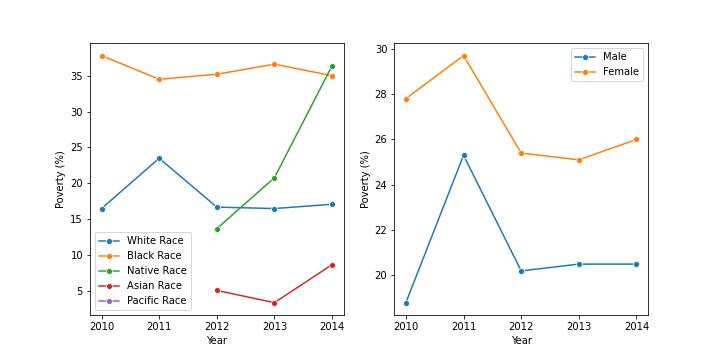 Poverty (%)
35
30
25
20
15
10
5
White Race
Black Race
Native Race
Asian Race
Pacific Race
2010 2011 2012 2013 2014
Year
Poverty (%)
30
28
26
24
22
20
Male
Female
2010 2011 2012 2013 2014
Year